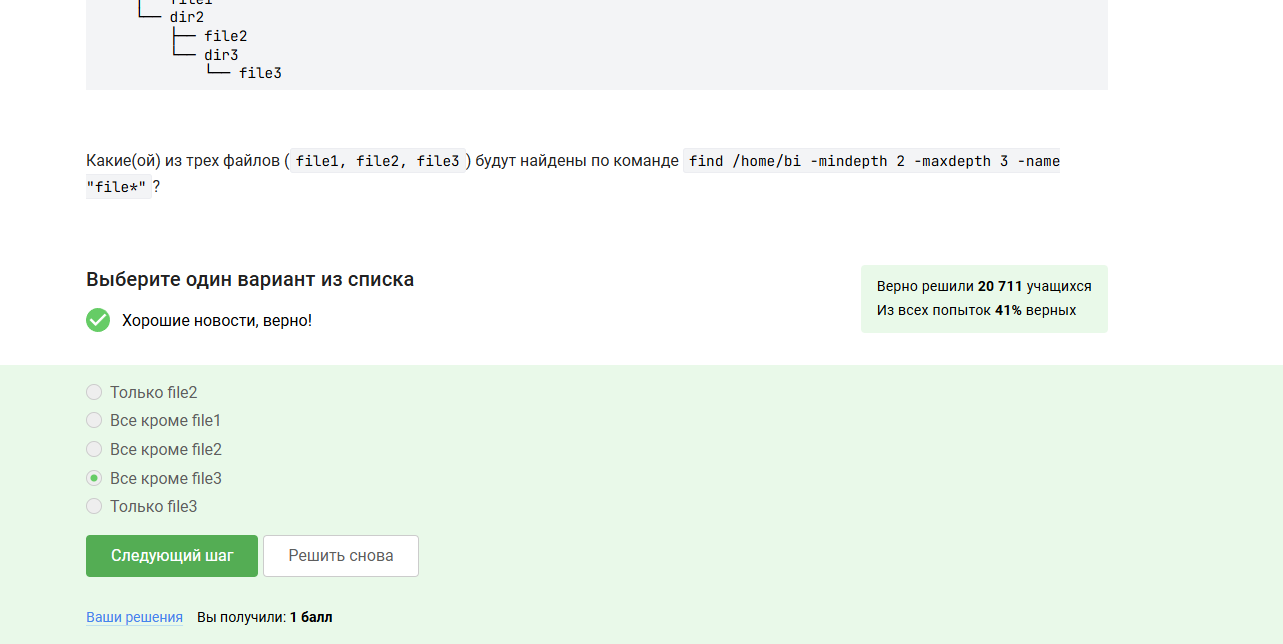 file1
└── dir2
├── file2
└── dir3
└── file3
Какие(ой) из трех файлов ( file1, file2, file3 ) будут найдены по команде find /home/bi -mindepth 2 -maxdepth 3 -name
"file*" ?
Выберите один вариант из списка
Верно решили 20 711 учащихся
Из всех попыток 41% верных
Хорошие новости, верно!
Только file2
Все кроме file1
Все кроме file2
Все кроме file3
Только file3
Следующий шаг
Решить снова
Ваши решения Вы получили: 1 балл